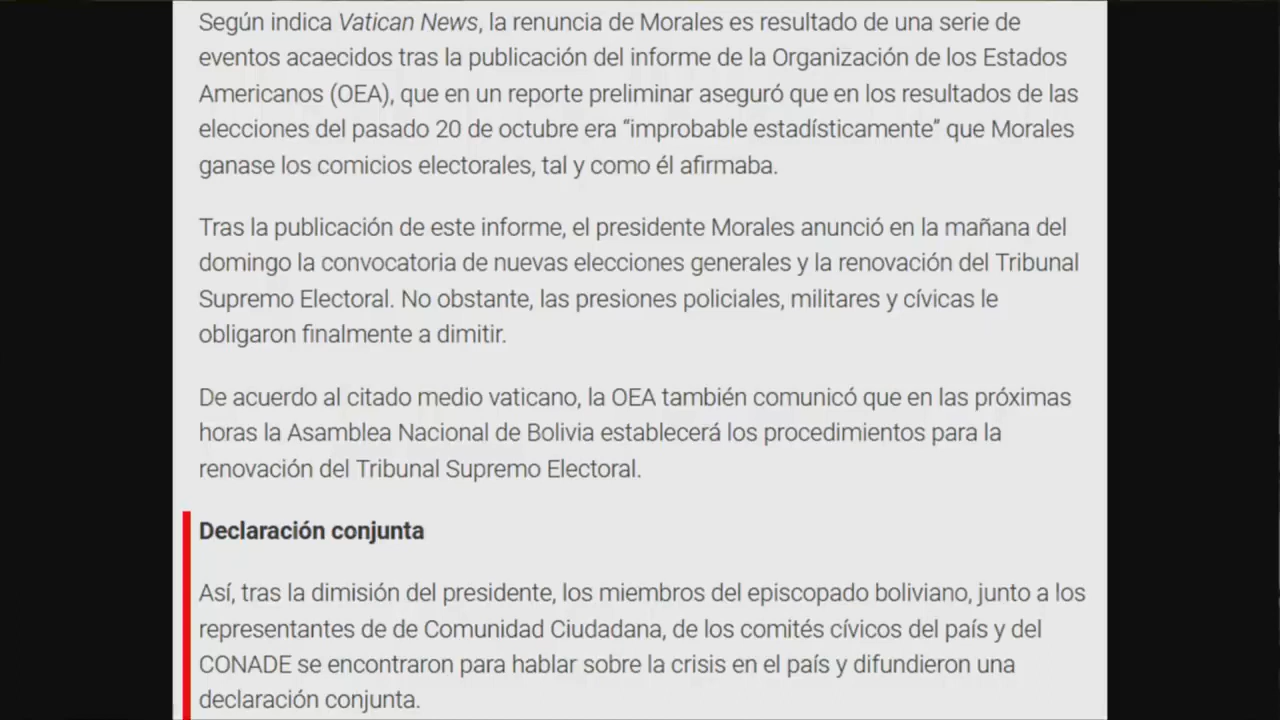 Según indica Vatican News, la renuncia de Morales es resultado de una serie de
eventos acaecidos tras la publicación del informe de la Organización de los Estados
Americanos (OEA), que en un reporte preliminar aseguró que en los resultados de las
elecciones del pasado 20 de octubre era “improbable estadísticamente” que Morales
ganase los comicios electorales, tal y como él afirmaba.
Tras la publicación de este informe, el presidente Morales anunció en la mañana del
domingo la convocatoria de nuevas elecciones generales y la renovación del Tribunal
Supremo Electoral. No obstante, las presiones policiales, militares y cívicas le
obligaron finalmente a dimitir.
De acuerdo al citado medio vaticano, la OEA también comunicó que en las próximas
horas la Asamblea Nacional de Bolivia establecerá los procedimientos para la
renovación del Tribunal Supremo Electoral.
Declaración conjunta
Así, tras la dimisión del presidente, los miembros del episcopado boliviano, junto a los
representantes de de Comunidad Ciudadana, de los comités cívicos del país y del
CONADE se encontraron para hablar sobre la crisis en el país y difundieron una
declaración conjunta.